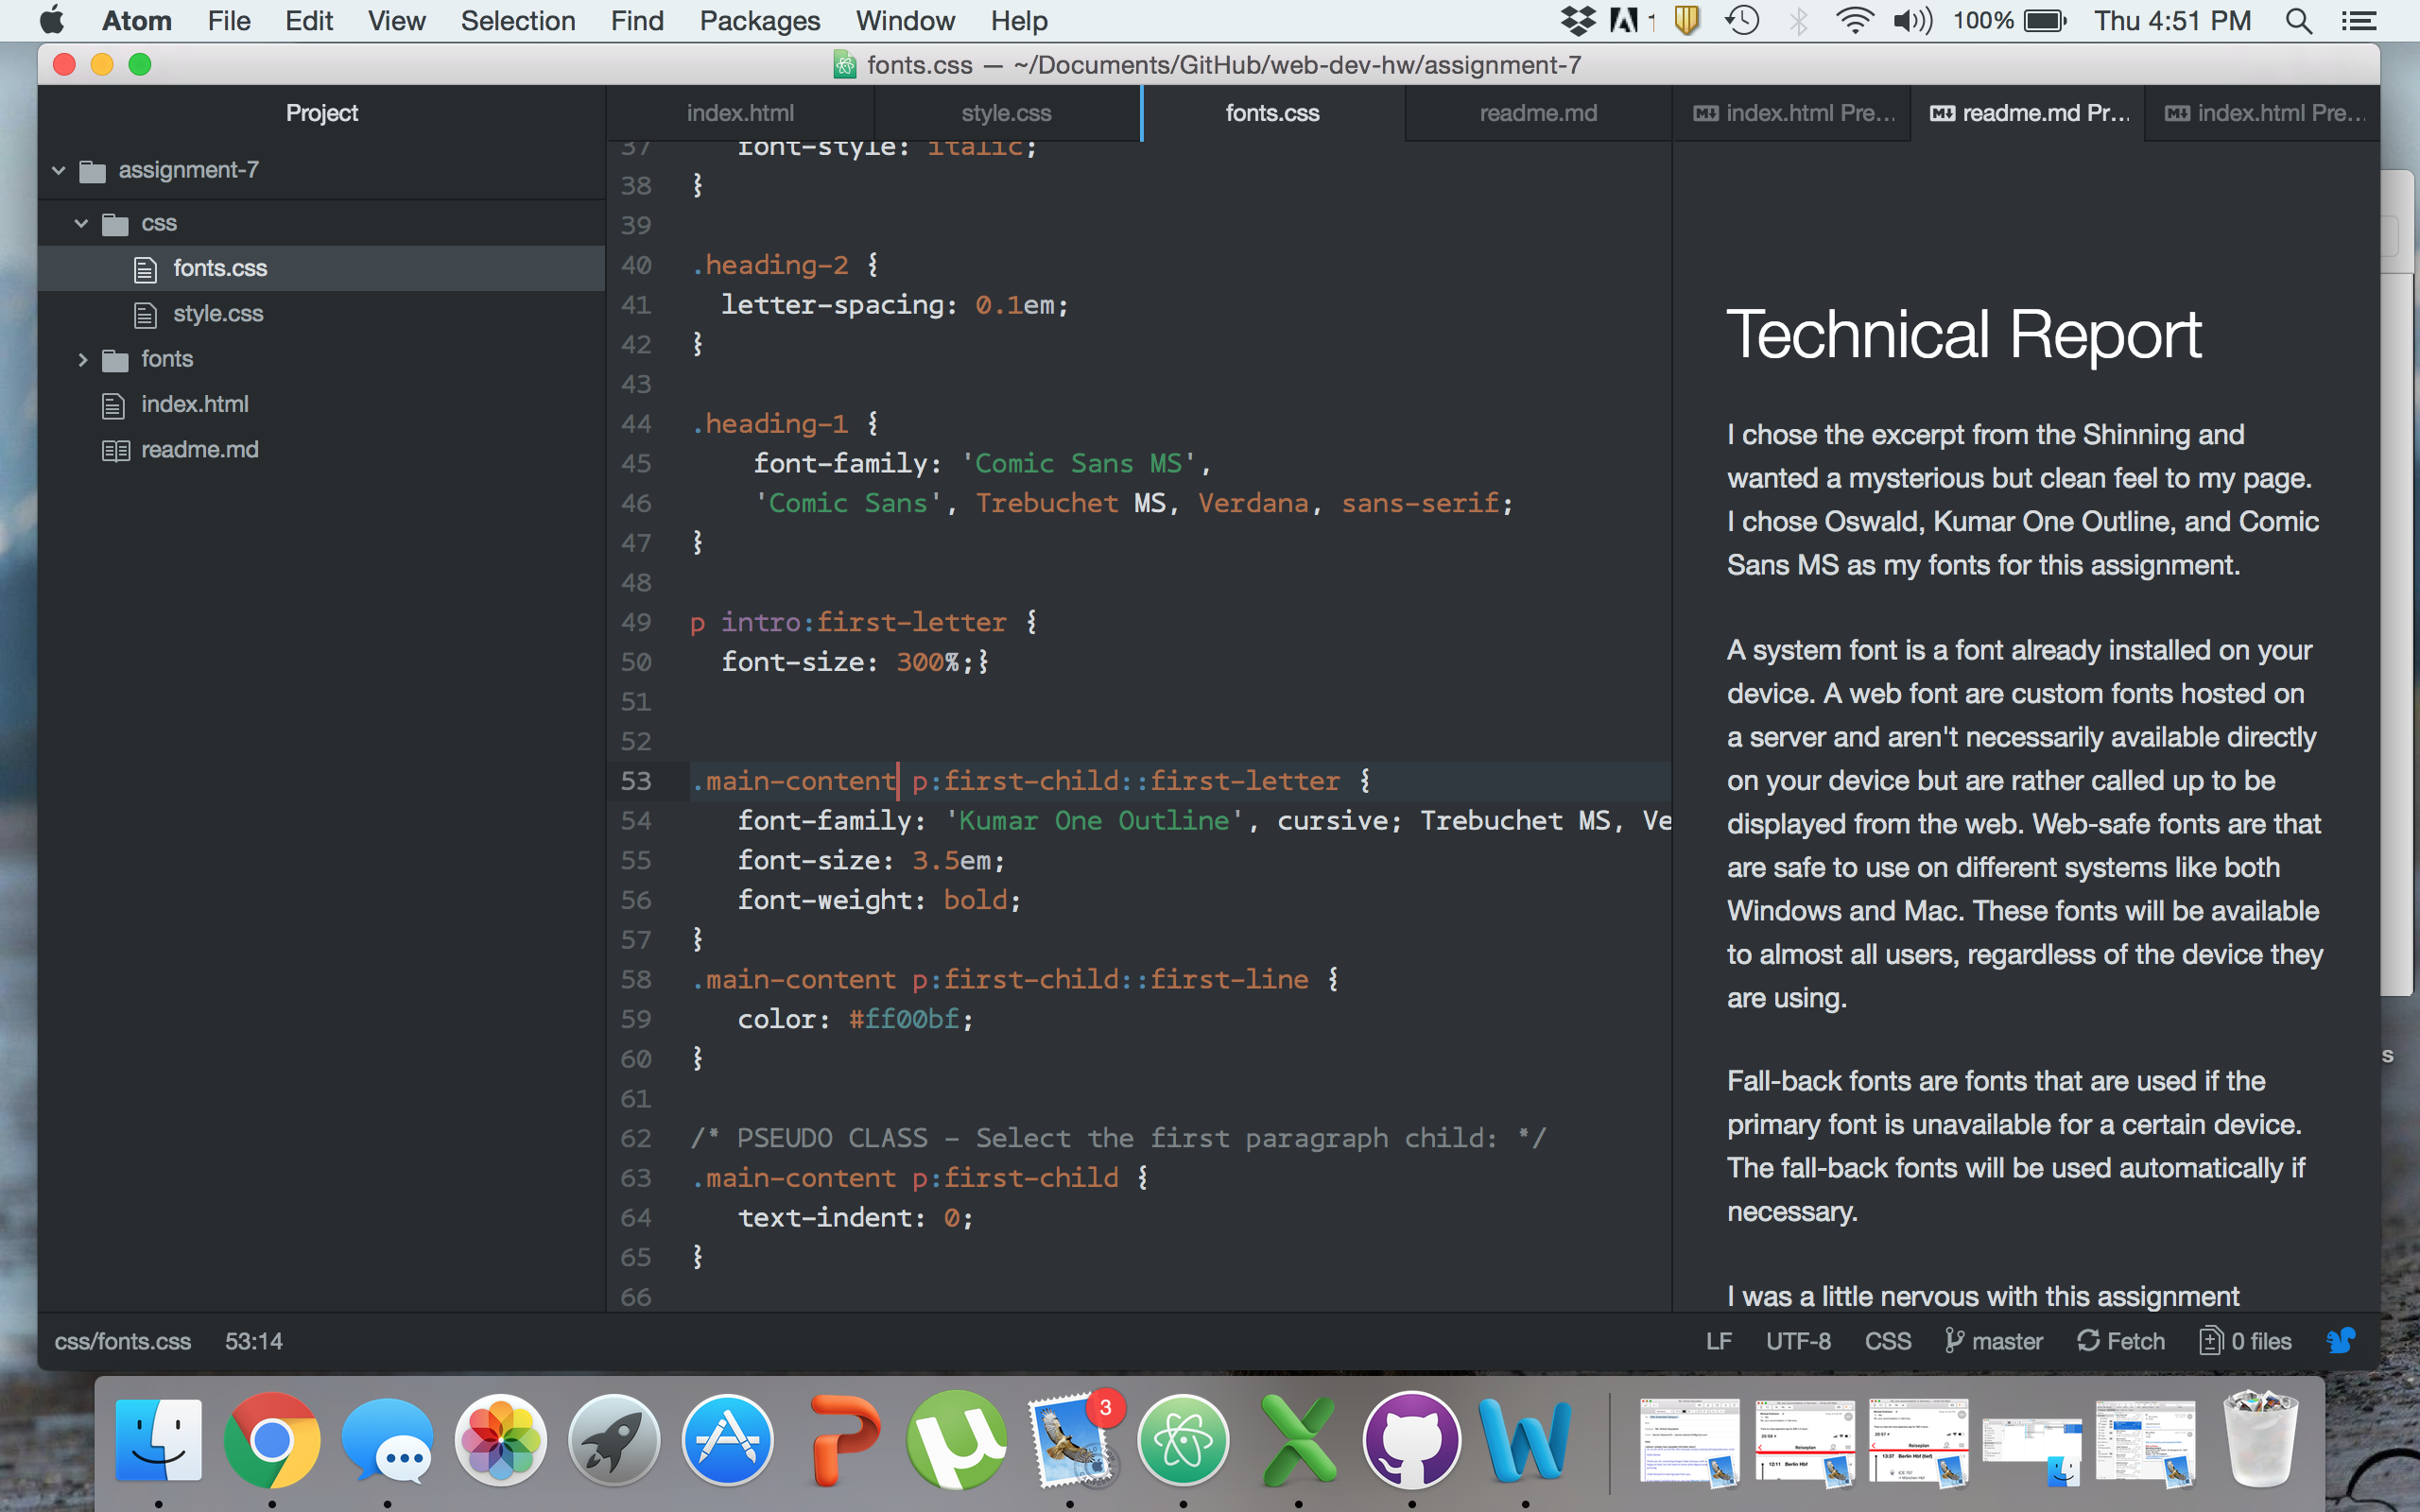 Atom File Edit View Selection Find Packages Window Help 1 100% Thu 4:51 PM
fonts.css — ~/Documents/GitHub/web-dev-hw/assignment-7
Project
assignment-7
css
fonts.css
style.css
fonts
index.html
readme.md
index.html style.css fonts.css readme.md
37 font-style: italic;
38 }
39
40 .heading-2 {
41 letter-spacing: 0.1em;
42 }
43
44 .heading-1 {
45 font-family: 'Comic Sans MS',
46 'Comic Sans', Trebuchet MS, Verdana, sans-serif;
47 }
48
49 p intro:first-letter {
50 font-size: 300%;}
51
52
53 .main-content p:first-child::first-letter {
54 font-family: 'Kumar One Outline', cursive; Trebuchet MS, Ve
55 font-size: 3.5em;
56 font-weight: bold;
57 }
58 .main-content p:first-child::first-line {
59 color: #ff00bf;
60 }
61
62 /* PSEUDO CLASS – Select the first paragraph child: */
63 .main-content p:first-child {
64 text-indent: 0;
65 }
66
index.html Pre... readme.md Pr... index.html Pre...
Technical Report
I chose the excerpt from the Shinning and
wanted a mysterious but clean feel to my page.
I chose Oswald, Kumar One Outline, and Comic
Sans MS as my fonts for this assignment.
A system font is a font already installed on your
device. A web font are custom fonts hosted on
a server and aren't necessarily available directly
on your device but are rather called up to be
displayed from the web. Web-safe fonts are that
are safe to use on different systems like both
Windows and Mac. These fonts will be available
to almost all users, regardless of the device they
are using.
Fall-back fonts are fonts that are used if the
primary font is unavailable for a certain device.
The fall-back fonts will be used automatically if
necessary.
I was a little nervous with this assignment
s
css/fonts.css 53:14 LF UTF-8 CSS master Fetch 0 files
3